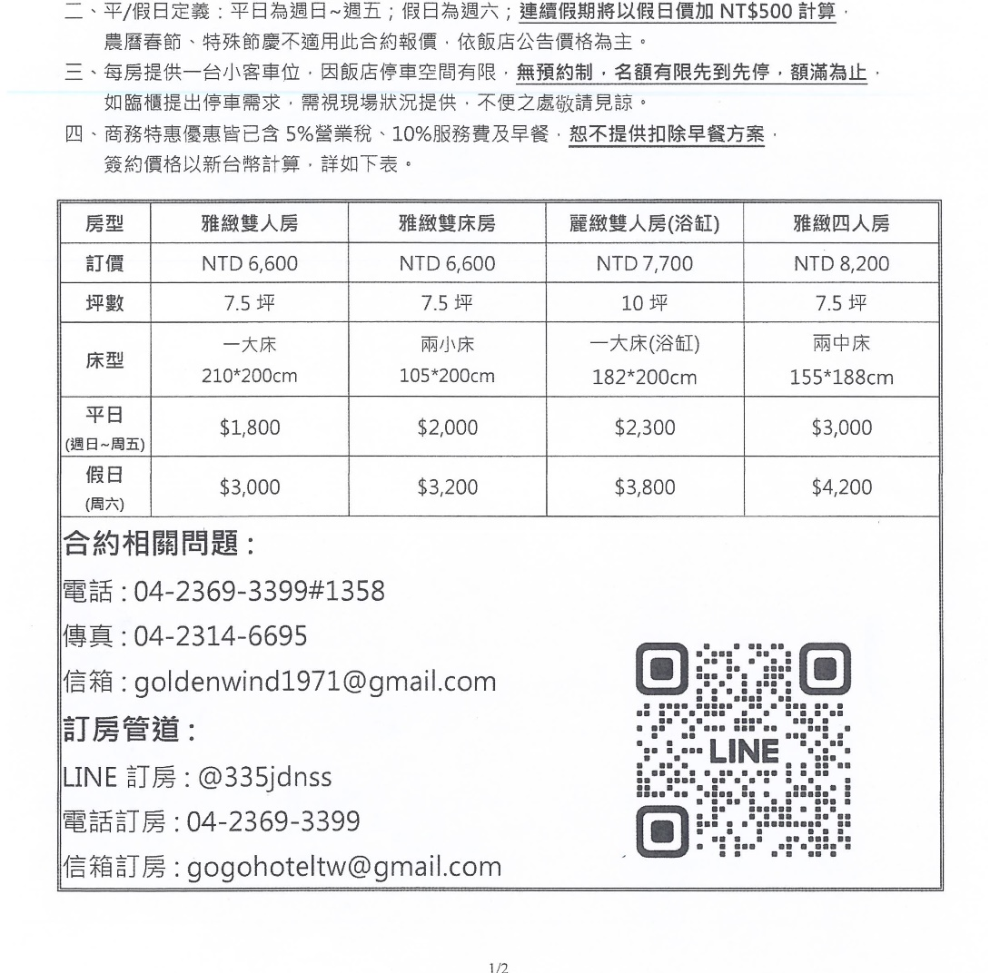 二、平/假日定義：平日為週日~週五；假日為週六；連續假期將以假日價加 NT$500 計算，
農曆春節、特殊節慶不適用此合約報價，依飯店公告價格為主。
三、每房提供一台小客車位，因飯店停車空間有限，無預約制，名額有限先到先停，額滿為止，
如臨櫃提出停車需求，需視現場狀況提供，不便之處敬請見諒。
四、商務特惠優惠皆已含 5%營業稅、10%服務費及早餐，恕不提供扣除早餐方案，
簽約價格以新台幣計算，詳如下表。
房型 雅緻雙人房 雅緻雙床房 麗緻雙人房(浴缸) 雅緻四人房
訂價 NTD 6,600 NTD 6,600 NTD 7,700 NTD 8,200
坪數 7.5 坪 7.5 坪 10 坪 7.5 坪
床型 一大床 兩小床 一大床(浴缸) 兩中床
210*200cm 105*200cm 182*200cm 155*188cm
平日 $1,800 $2,000 $2,300 $3,000
(週日~周五)
假日 $3,000 $3,200 $3,800 $4,200
(周六)
合約相關問題：
電話：04-2369-3399#1358
傳真：04-2314-6695
信箱：goldenwind1971@gmail.com
訂房管道：
LINE 訂房：@335jdnss
電話訂房：04-2369-3399
信箱訂房：gogohoteltw@gmail.com
LINE
1/2